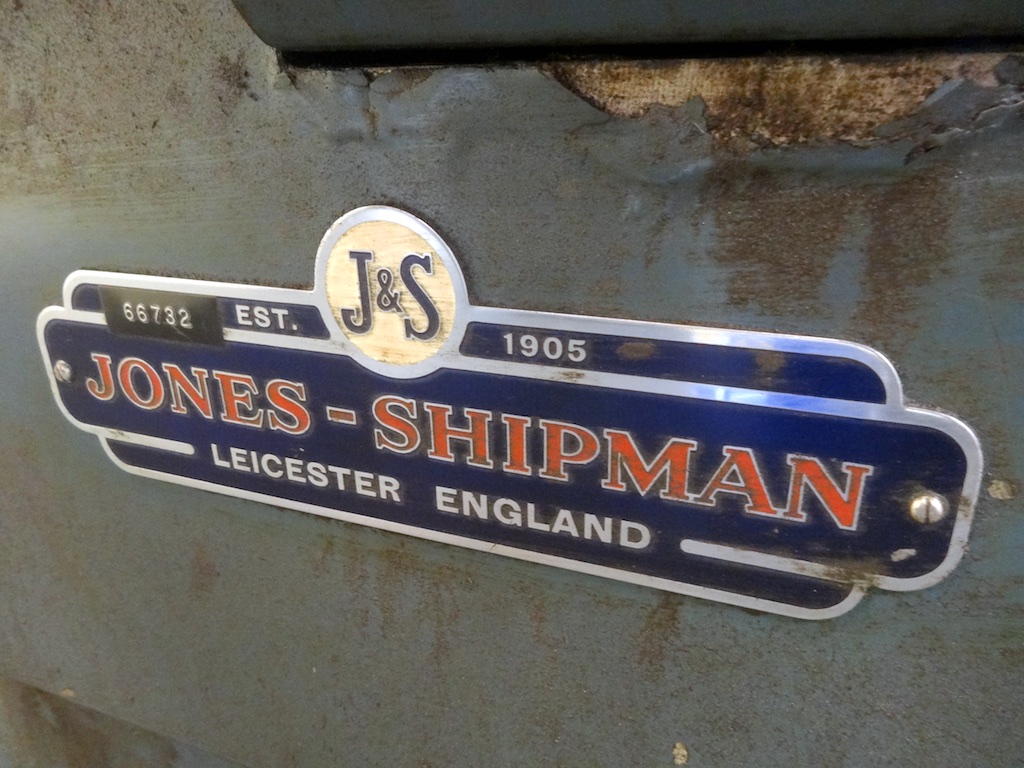 J&S
66732 EST. 1905
JONES-SHIPMAN
LEICESTER ENGLAND